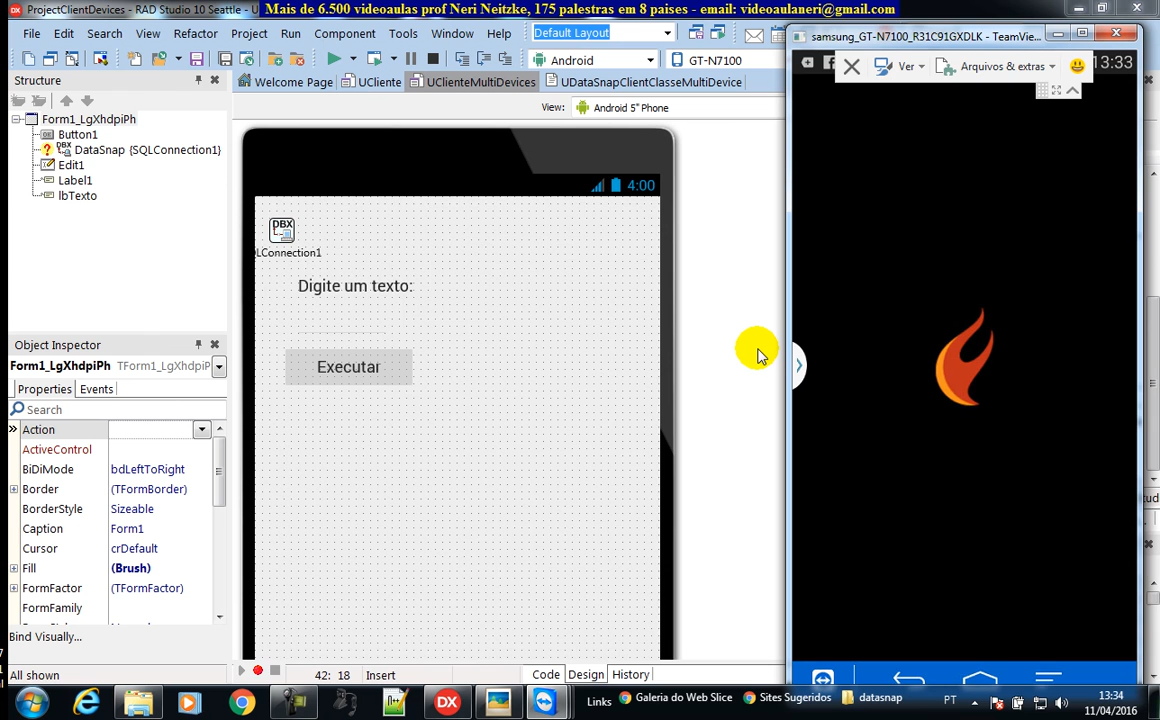 ProjectClientDevices - RAD Studio 10 Seattle - U
Mais de 6.500 videoaulas prof Neri Neitzke, 175 palestras em 8 paises - email: videoaulaneri@gmail.com
File Edit Search View Refactor Project Run Component Tools Window Help
Default Layout
samsung_GT-N7100_R31C91GXDLK - TeamView...
Android
GT-N7100
Ver
Arquivos & extras
13:33
Structure
Welcome Page
UCliente
UClienteMultiDevices
UDataSnapClientClasseMultiDevice
View:
Android 5" Phone
Form1_LgXhdpiPh
Button1
DataSnap {SQLConnection1}
Edit1
Label1
lbTexto
4:00
DBX
LConnection1
Digite um texto:
Executar
Object Inspector
Form1_LgXhdpiPh TForm1_LgXhdpiP
Properties Events
Search
Action
ActiveControl
BiDiMode bdLeftToRight
Border (TFormBorder)
BorderStyle Sizeable
Caption Form1
Cursor crDefault
Fill (Brush)
FormFactor (TFormFactor)
FormFamily
Bind Visually...
All shown
42: 18
Insert
Code Design History
Links
Galeria do Web Slice
Sites Sugeridos
datasnap
PT
13:34
11/04/2016